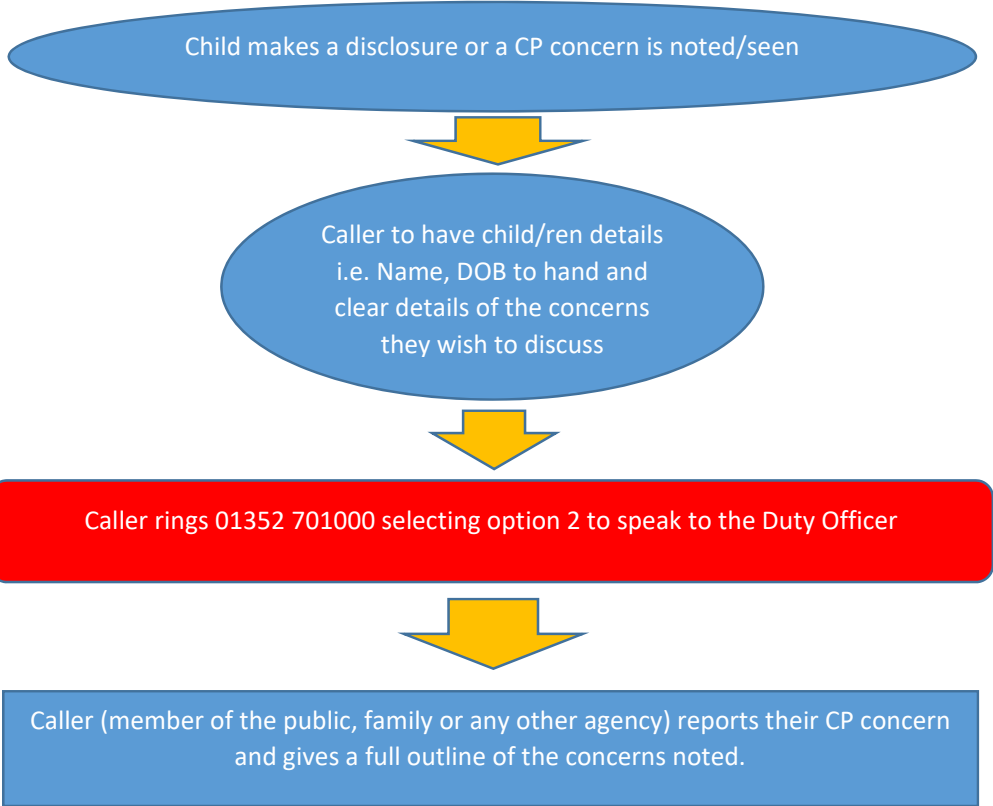 Child makes a disclosure or a CP concern is noted/seen
Caller to have child/ren details
i.e. Name, DOB to hand and
clear details of the concerns
they wish to discuss
Caller rings 01352 701000 selecting option 2 to speak to the Duty Officer
Caller (member of the public, family or any other agency) reports their CP concern
and gives a full outline of the concerns noted.